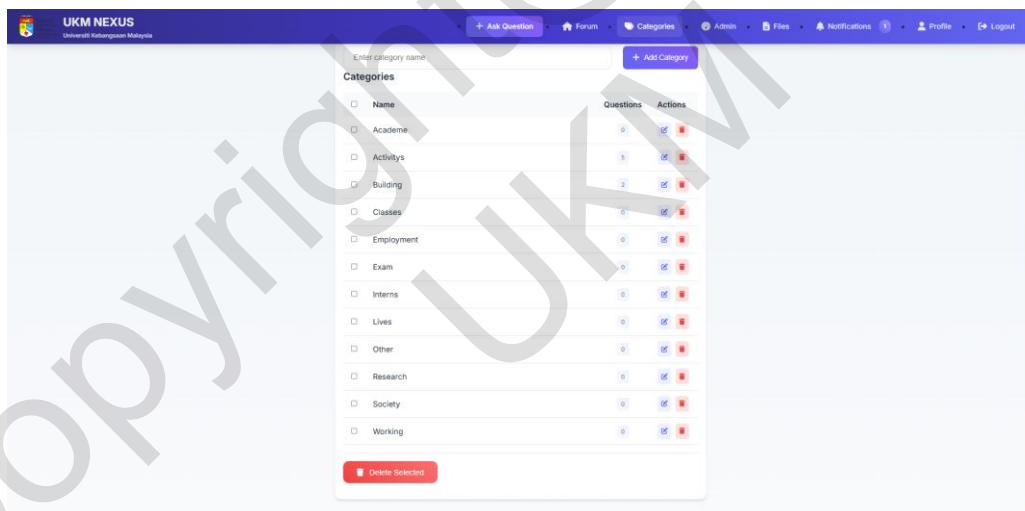 UKM NEXUS
Universiti Kebangsaan Malaysia
+ Ask Question Forum Categories Admin Files Notifications 1 Profile Logout
Enter category name + Add Category
Categories
Name Questions Actions
Academe 0
Activitys 5
Building 2
Classes 0
Employment 0
Exam 0
Interns 0
Lives 0
Other 0
Research 0
Society 0
Working 0
Delete Selected
opyright
UKM